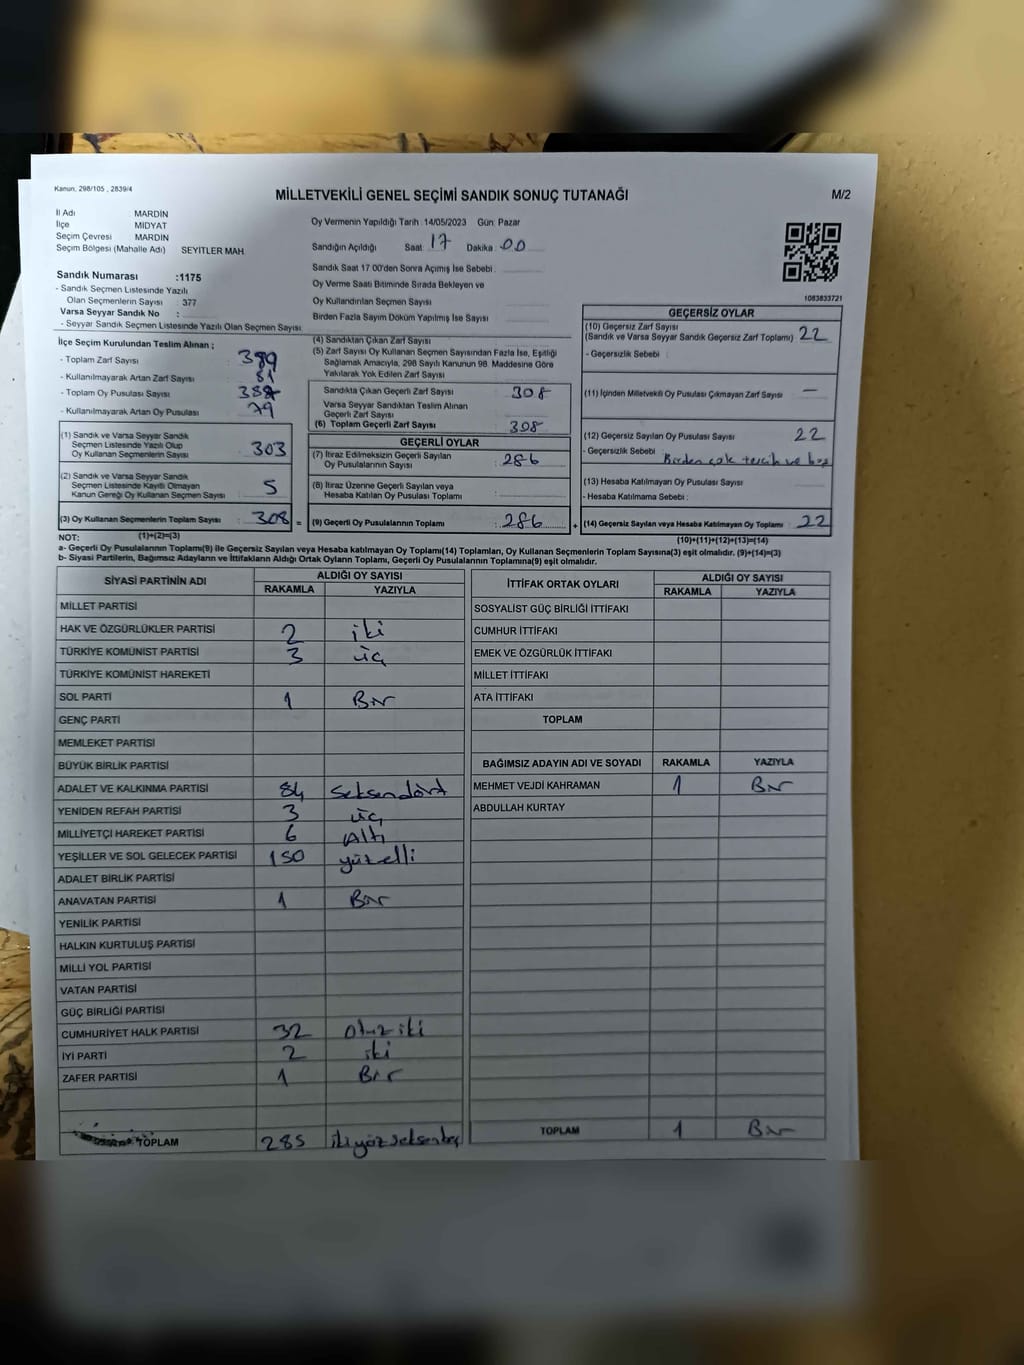 Kanun, 298/105 , 2839/4
MİLLETVEKİLİ GENEL SEÇİMİ SANDIK SONUÇ TUTANAĞI
M/2
İl Adı MARDİN
İlçe MİDYAT
Seçim Çevresi MARDİN
Seçim Bölgesi (Mahalle Adı) SEYİTLER MAH
Sandık Numarası :1175
- Sandık Seçmen Listesinde Yazılı
Olan Seçmenlerin Sayısı : 377
Varsa Seyyar Sandık No :
- Seyyar Sandık Seçmen Listesinde Yazılı Olan Seçmen Sayısı
Oy Vermenin Yapıldığı Tarih :14/05/2023 Gün: Pazar
Sandığın Açıldığı Saat 17 Dakika 00
Sandık Saat 17.00'den Sonra Açımış İse Sebebi :
Oy Verme Saati Bitiminde Sırada Bekleyen ve
Oy Kullandırılan Seçmen Sayısı
Birden Fazla Sayım Döküm Yapılmış İse Sayısı
1083833721
İlçe Seçim Kurulundan Teslim Alınan ;
- Toplam Zarf Sayısı 389
- Kullanılmayarak Artan Zarf Sayısı 81
- Toplam Oy Pusulası Sayısı
- Kullanılmayarak Artan Oy Pusulası 79
(1) Sandık ve Varsa Seyyar Sandık
Seçmen Listesinde Yazılı Olup
Oy Kullanan Seçmenlerin Sayısı 303
(2) Sandık ve Varsa Seyyar Sandık
Seçmen Listesinde Kayıtlı Olmayan
Kanun Gereği Oy Kullanan Seçmen Sayısı 5
(3) Oy Kullanan Seçmenlerin Toplam Sayısı : 308 =
(1)+(2)=(3)
(4) Sandıktan Çıkan Zarf Sayısı
(5) Zarf Sayısı Oy Kullanan Seçmen Sayısından Fazla İse, Eşitliği
Sağlamak Amacıyla, 298 Sayılı Kanunun 98. Maddesine Göre
Yakılarak Yok Edilen Zarf Sayısı
Sandıkta Çıkan Geçerli Zarf Sayısı 308
Varsa Seyyar Sandıktan Teslim Alınan
Geçerli Zarf Sayısı
(6) Toplam Geçerli Zarf Sayısı 308
GEÇERLİ OYLAR
(7) İtiraz Edilmeksizin Geçerli Sayılan
Oy Pusulasının Sayısı : 286
(8) İtiraz Üzerine Geçerli Sayılan veya
Hesaba Katılan Oy Pusulası Toplamı
(9) Geçerli Oy Pusulalarının Toplamı : 286 +
GEÇERSİZ OYLAR
(10) Geçersiz Zarf Sayısı
(Sandık ve Varsa Seyyar Sandık Geçersiz Zarf Toplamı) 22
- Geçersizlik Sebebi
(11) İçinden Milletvekili Oy Pusulası Çıkmayan Zarf Sayısı —
(12) Geçersiz Sayılan Oy Pusulası Sayısı 22
- Geçersizlik Sebebi Birden çok tercih ve boş
(13) Hesaba Katılmayan Oy Pusulası Sayısı
- Hesaba Katılmama Sebebi :
(14) Geçersiz Sayılan veya Hesaba Katılmayan Oy Toplamı : 22
(10)+(11)+(12)+(13)=(14)
NOT:
a- Geçerli Oy Pusulalarının Toplamı(9) ile Geçersiz Sayılan veya Hesaba katılmayan Oy Toplamı(14) Toplamları, Oy Kullanan Seçmenlerin Toplam Sayısına(3) eşit olmalıdır. (9)+(14)=(3)
b- Siyasi Partilerin, Bağımsız Adayların ve İttifakların Aldığı Ortak Oyların Toplamı, Geçerli Oy Pusulalarının Toplamına(9) eşit olmalıdır.
SİYASİ PARTİNİN ADI ALDIĞI OY SAYISI
RAKAMLA YAZIYLA
MİLLET PARTİSİ
HAK VE ÖZGÜRLÜKLER PARTİSİ 2 iki
TÜRKİYE KOMÜNİST PARTİSİ 3 üç
TÜRKİYE KOMÜNİST HAREKETİ
SOL PARTİ 1 Bir
GENÇ PARTİ
MEMLEKET PARTİSİ
BÜYÜK BİRLİK PARTİSİ
ADALET VE KALKINMA PARTİSİ 84 seksendört
YENİDEN REFAH PARTİSİ 3 üç
MİLLİYETÇİ HAREKET PARTİSİ 6 Altı
YEŞİLLER VE SOL GELECEK PARTİSİ 150 yüzelli
ADALET BİRLİK PARTİSİ
ANAVATAN PARTİSİ 1 Bir
YENİLİK PARTİSİ
HALKIN KURTULUŞ PARTİSİ
MİLLİ YOL PARTİSİ
VATAN PARTİSİ
GÜÇ BİRLİĞİ PARTİSİ
CUMHURİYET HALK PARTİSİ 32 otuz iki
İYİ PARTİ 2 iki
ZAFER PARTİSİ 1 Bir
TOPLAM 285 ikiyüzseksenbeş
İTTİFAK ORTAK OYLARI ALDIĞI OY SAYISI
RAKAMLA YAZIYLA
SOSYALİST GÜÇ BİRLİĞİ İTTİFAKI
CUMHUR İTTİFAKI
EMEK VE ÖZGÜRLÜK İTTİFAKI
MİLLET İTTİFAKI
ATA İTTİFAKI
TOPLAM
BAĞIMSIZ ADAYIN ADI VE SOYADI RAKAMLA YAZIYLA
MEHMET VEJDİ KAHRAMAN 1 Bir
ABDULLAH KURTAY
TOPLAM 1 Bir